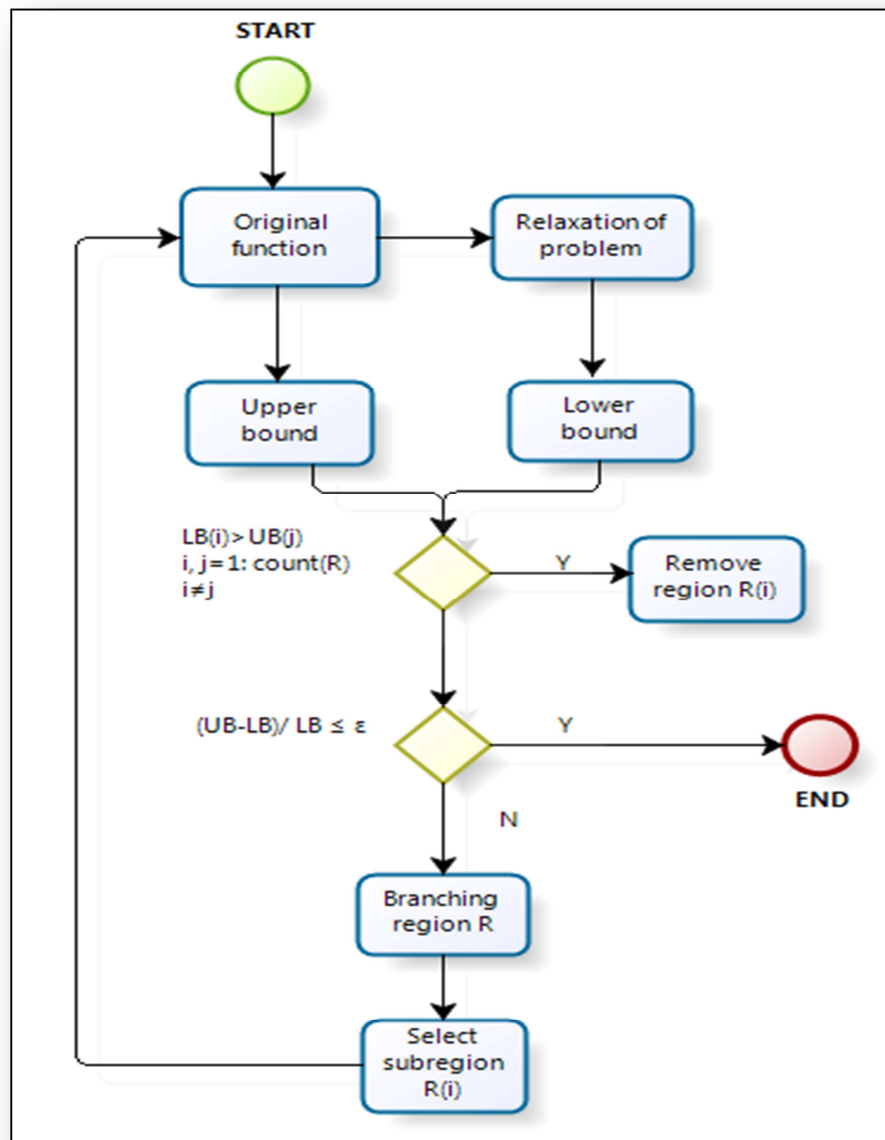 START
Original
function
Relaxation of
problem
Upper
bound
Lower
bound
LB(i)> UB(j)
i, j=1: count(R)
i≠j
Y
Remove
region R(i)
(UB-LB)/ LB ≤ ε
Y
END
N
Branching
region R
Select
subregion
R(i)